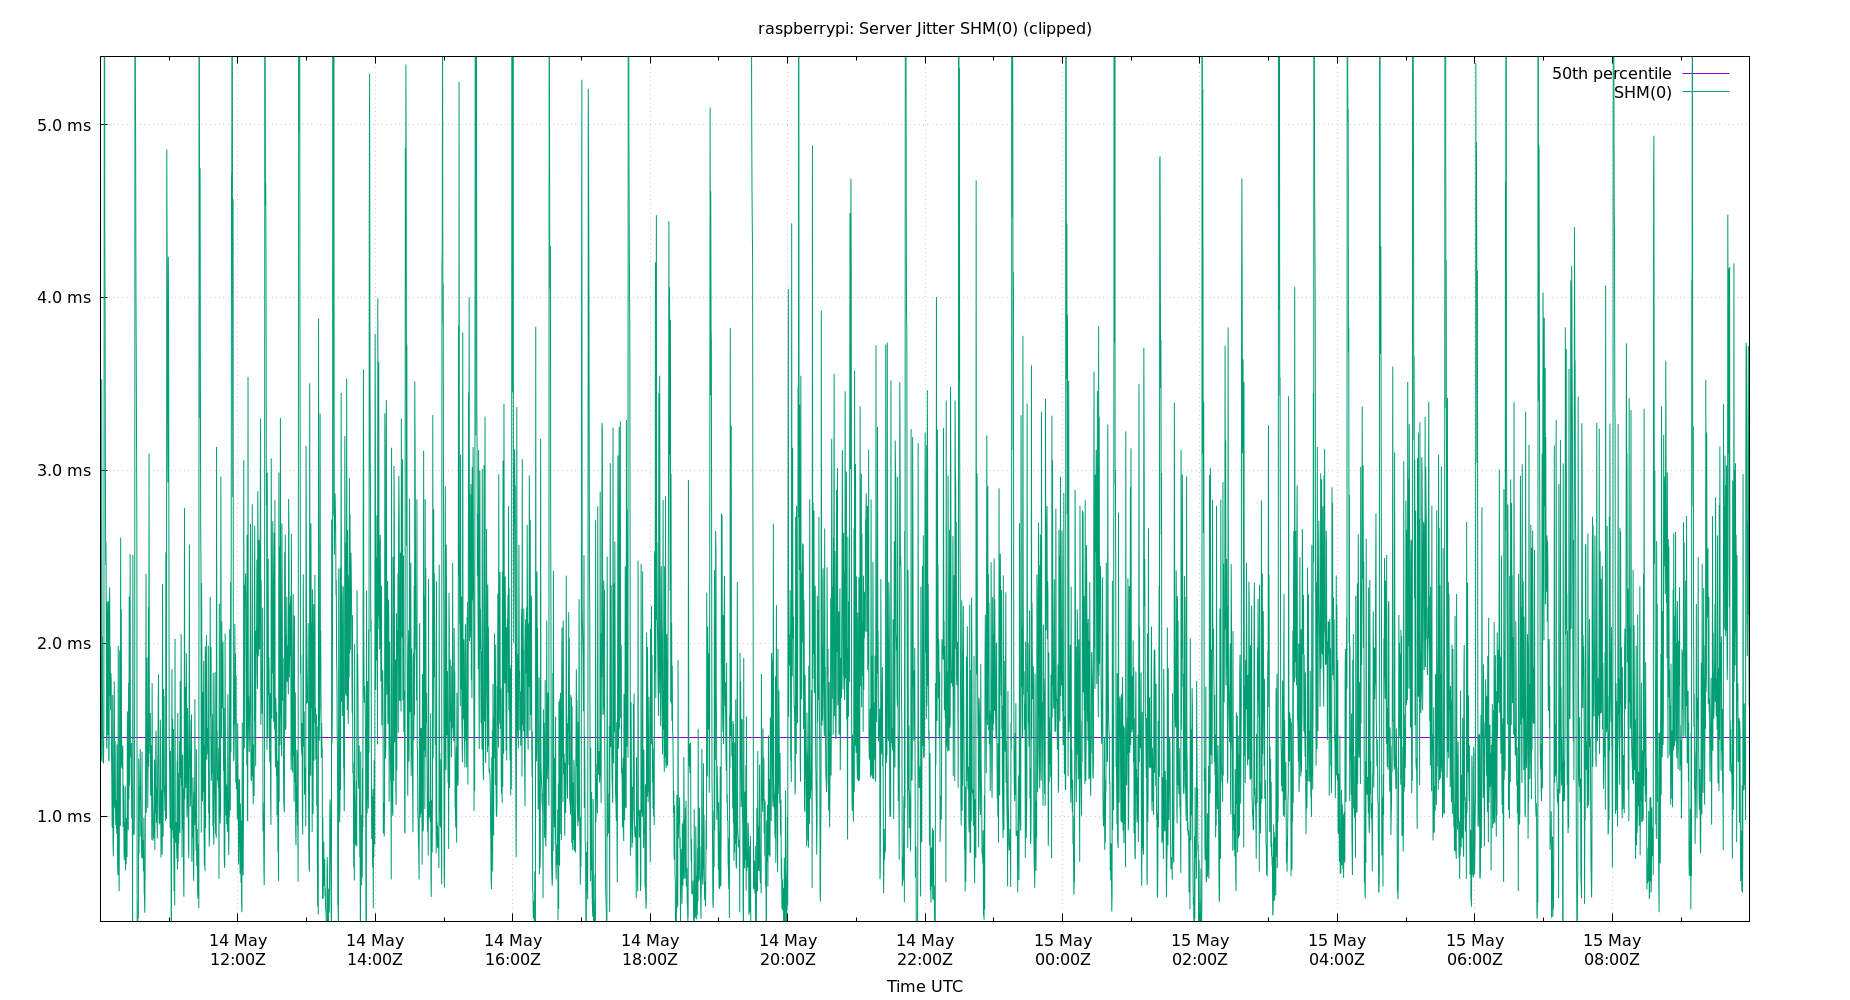 raspberrypi: Server Jitter SHM(0) (clipped)
50th percentile
SHM(0)
5.0 ms
4.0 ms
3.0 ms
2.0 ms
1.0 ms
14 May 14 May 14 May 14 May 14 May 14 May 15 May 15 May 15 May 15 May 15 May
12:00Z 14:00Z 16:00Z 18:00Z 20:00Z 22:00Z 00:00Z 02:00Z 04:00Z 06:00Z 08:00Z
Time UTC